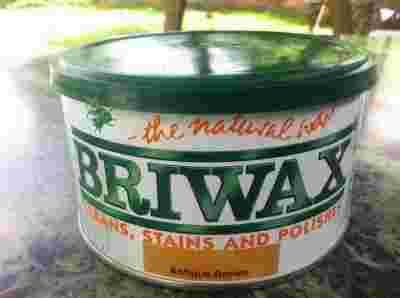 -the natural wax!
BRIWAX
CLEANS, STAINS AND POLISHES
Antique Brown